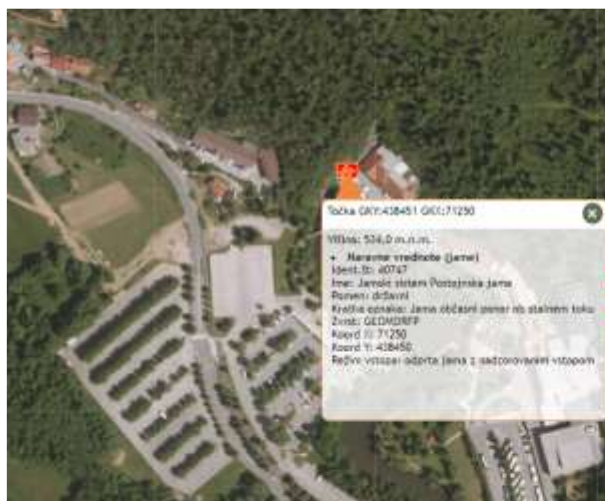 Točka GKY:438451 GKX:71250
Višina: 534,0 m.n.m.
Naravne vrednote (jame)
Ident.št: 40747
Ime: Jamski sistem Postojnska jama
Pomen: državni
Kratka oznaka: Jama občasni ponor ob stalnem toku
Zvrst: GEOMORFP
Koord X: 71250
Koord Y: 438450
Režim vstopa: odprta jama z nadzorovanim vstopom